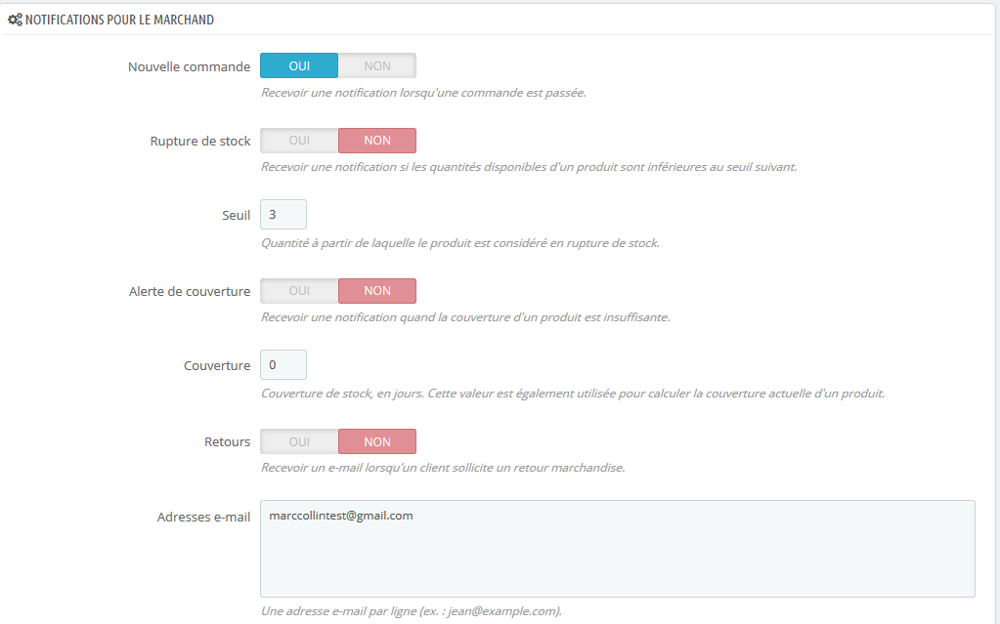 NOTIFICATIONS POUR LE MARCHAND
Nouvelle commande OUI NON
Recevoir une notification lorsqu'une commande est passée.
Rupture de stock OUI NON
Recevoir une notification si les quantités disponibles d'un produit sont inférieures au seuil suivant.
Seuil 3
Quantité à partir de laquelle le produit est considéré en rupture de stock.
Alerte de couverture OUI NON
Recevoir une notification quand la couverture d'un produit est insuffisante.
Couverture 0
Couverture de stock, en jours. Cette valeur est également utilisée pour calculer la couverture actuelle d'un produit.
Retours OUI NON
Recevoir un e-mail lorsqu'un client sollicite un retour marchandise.
Adresses e-mail marccollintest@gmail.com
Une adresse e-mail par ligne (ex. : jean@example.com).